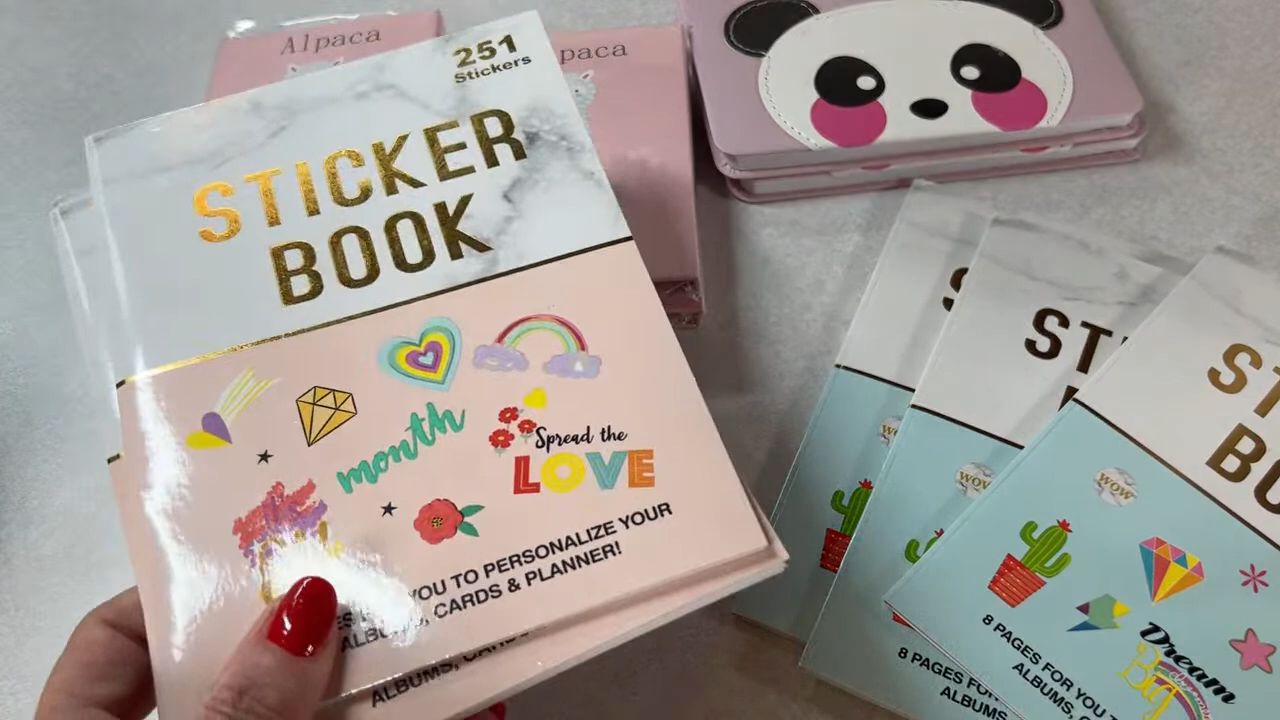 Alpaca
paca
251
Stickers
STICKER
BOOK
month
Spread the
LOVE
YOU TO PERSONALIZE YOUR
CARDS & PLANNER!
ALBUMS,
ST
WOW
WOW
ST
BO
Dream
Big
8 PAGES FOR YOU T
ALBUMS,
8 PAGES FO
ALBUMS